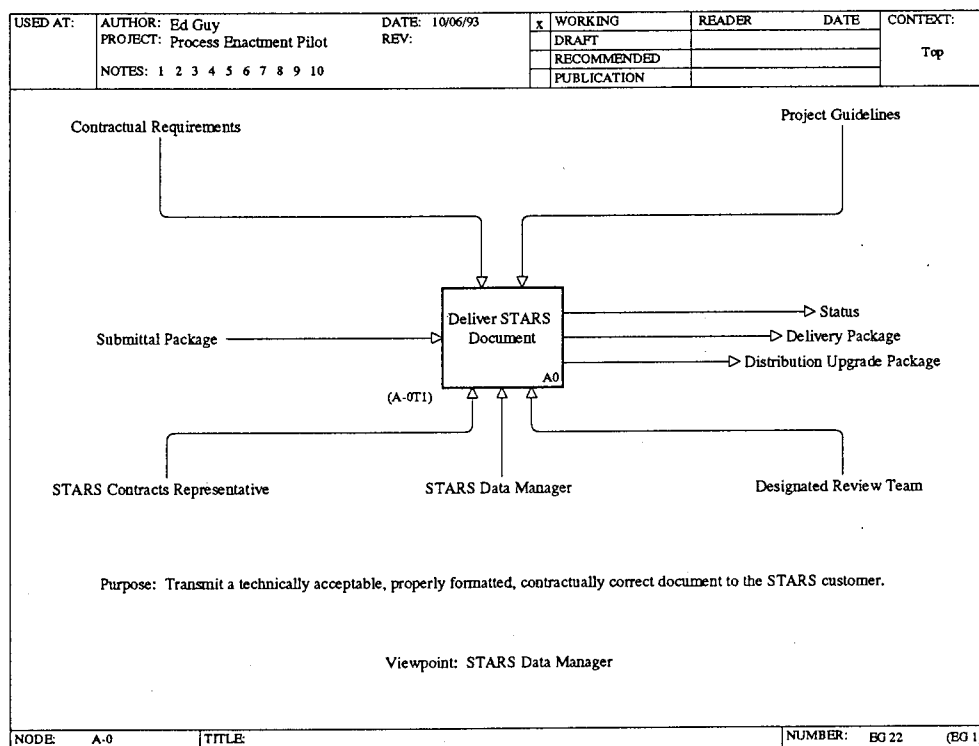 USED AT:
AUTHOR: Ed Guy
DATE: 10/06/93
PROJECT: Process Enactment Pilot
REV:
NOTES: 1 2 3 4 5 6 7 8 9 10
x WORKING
DRAFT
RECOMMENDED
PUBLICATION
READER DATE
CONTEXT:
Top
Contractual Requirements
Project Guidelines
Deliver STARS
Document
A0
Submittal Package
Status
Delivery Package
Distribution Upgrade Package
(A-0T1)
STARS Contracts Representative
STARS Data Manager
Designated Review Team
Purpose: Transmit a technically acceptable, properly formatted, contractually correct document to the STARS customer.
Viewpoint: STARS Data Manager
NODE: A-0
TITLE:
NUMBER: EG 22 (EG 1